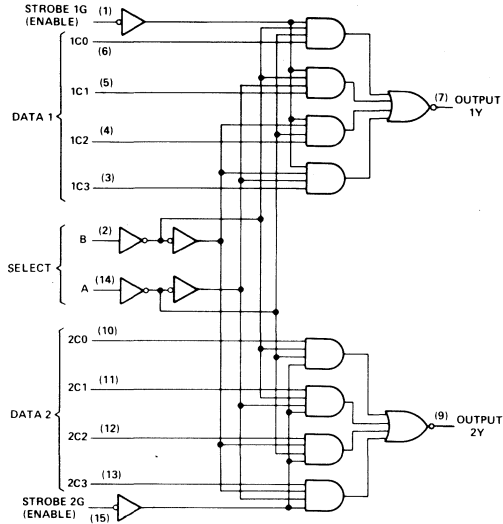 STROBE 1G (1)
(ENABLE)
1C0
(6)
(5)
1C1
DATA 1
(4)
1C2
(3)
1C3
(7) OUTPUT
1Y
B (2)
SELECT
(14)
A
(10)
2C0
(11)
2C1
DATA 2
(12)
2C2
(13)
2C3
(9) OUTPUT
2Y
STROBE 2G
(ENABLE) (15)